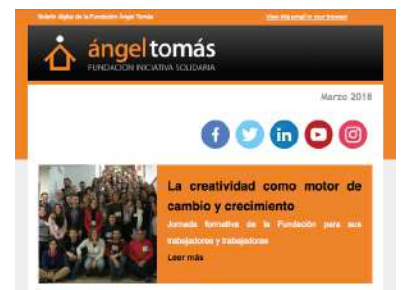 Boletín digital de la Fundación Ángel Tomás
View this email in your browser
ángel tomás
FUNDACIÓN INICIATIVA SOLIDARIA
Marzo 2018
La creatividad como motor de
cambio y crecimiento
Jornada formativa de la Fundación para sus
trabajadores y trabajadoras
Leer más